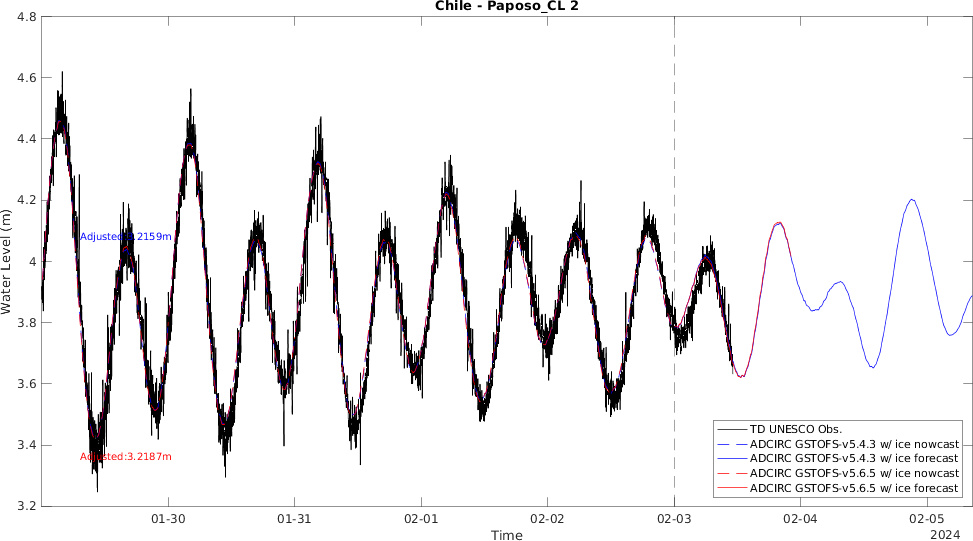 Chile - Paposo_CL 2
4.8
4.6
4.4
4.2
4
3.8
3.6
3.4
3.2
Water Level (m)
Adjusted:3.2159m
Adjusted:3.2187m
01-30
01-31
02-01
02-02
02-03
02-04
02-05
Time
2024
TD UNESCO Obs.
ADCIRC GSTOFS-v5.4.3 w/ ice nowcast
ADCIRC GSTOFS-v5.4.3 w/ ice forecast
ADCIRC GSTOFS-v5.6.5 w/ ice nowcast
ADCIRC GSTOFS-v5.6.5 w/ ice forecast